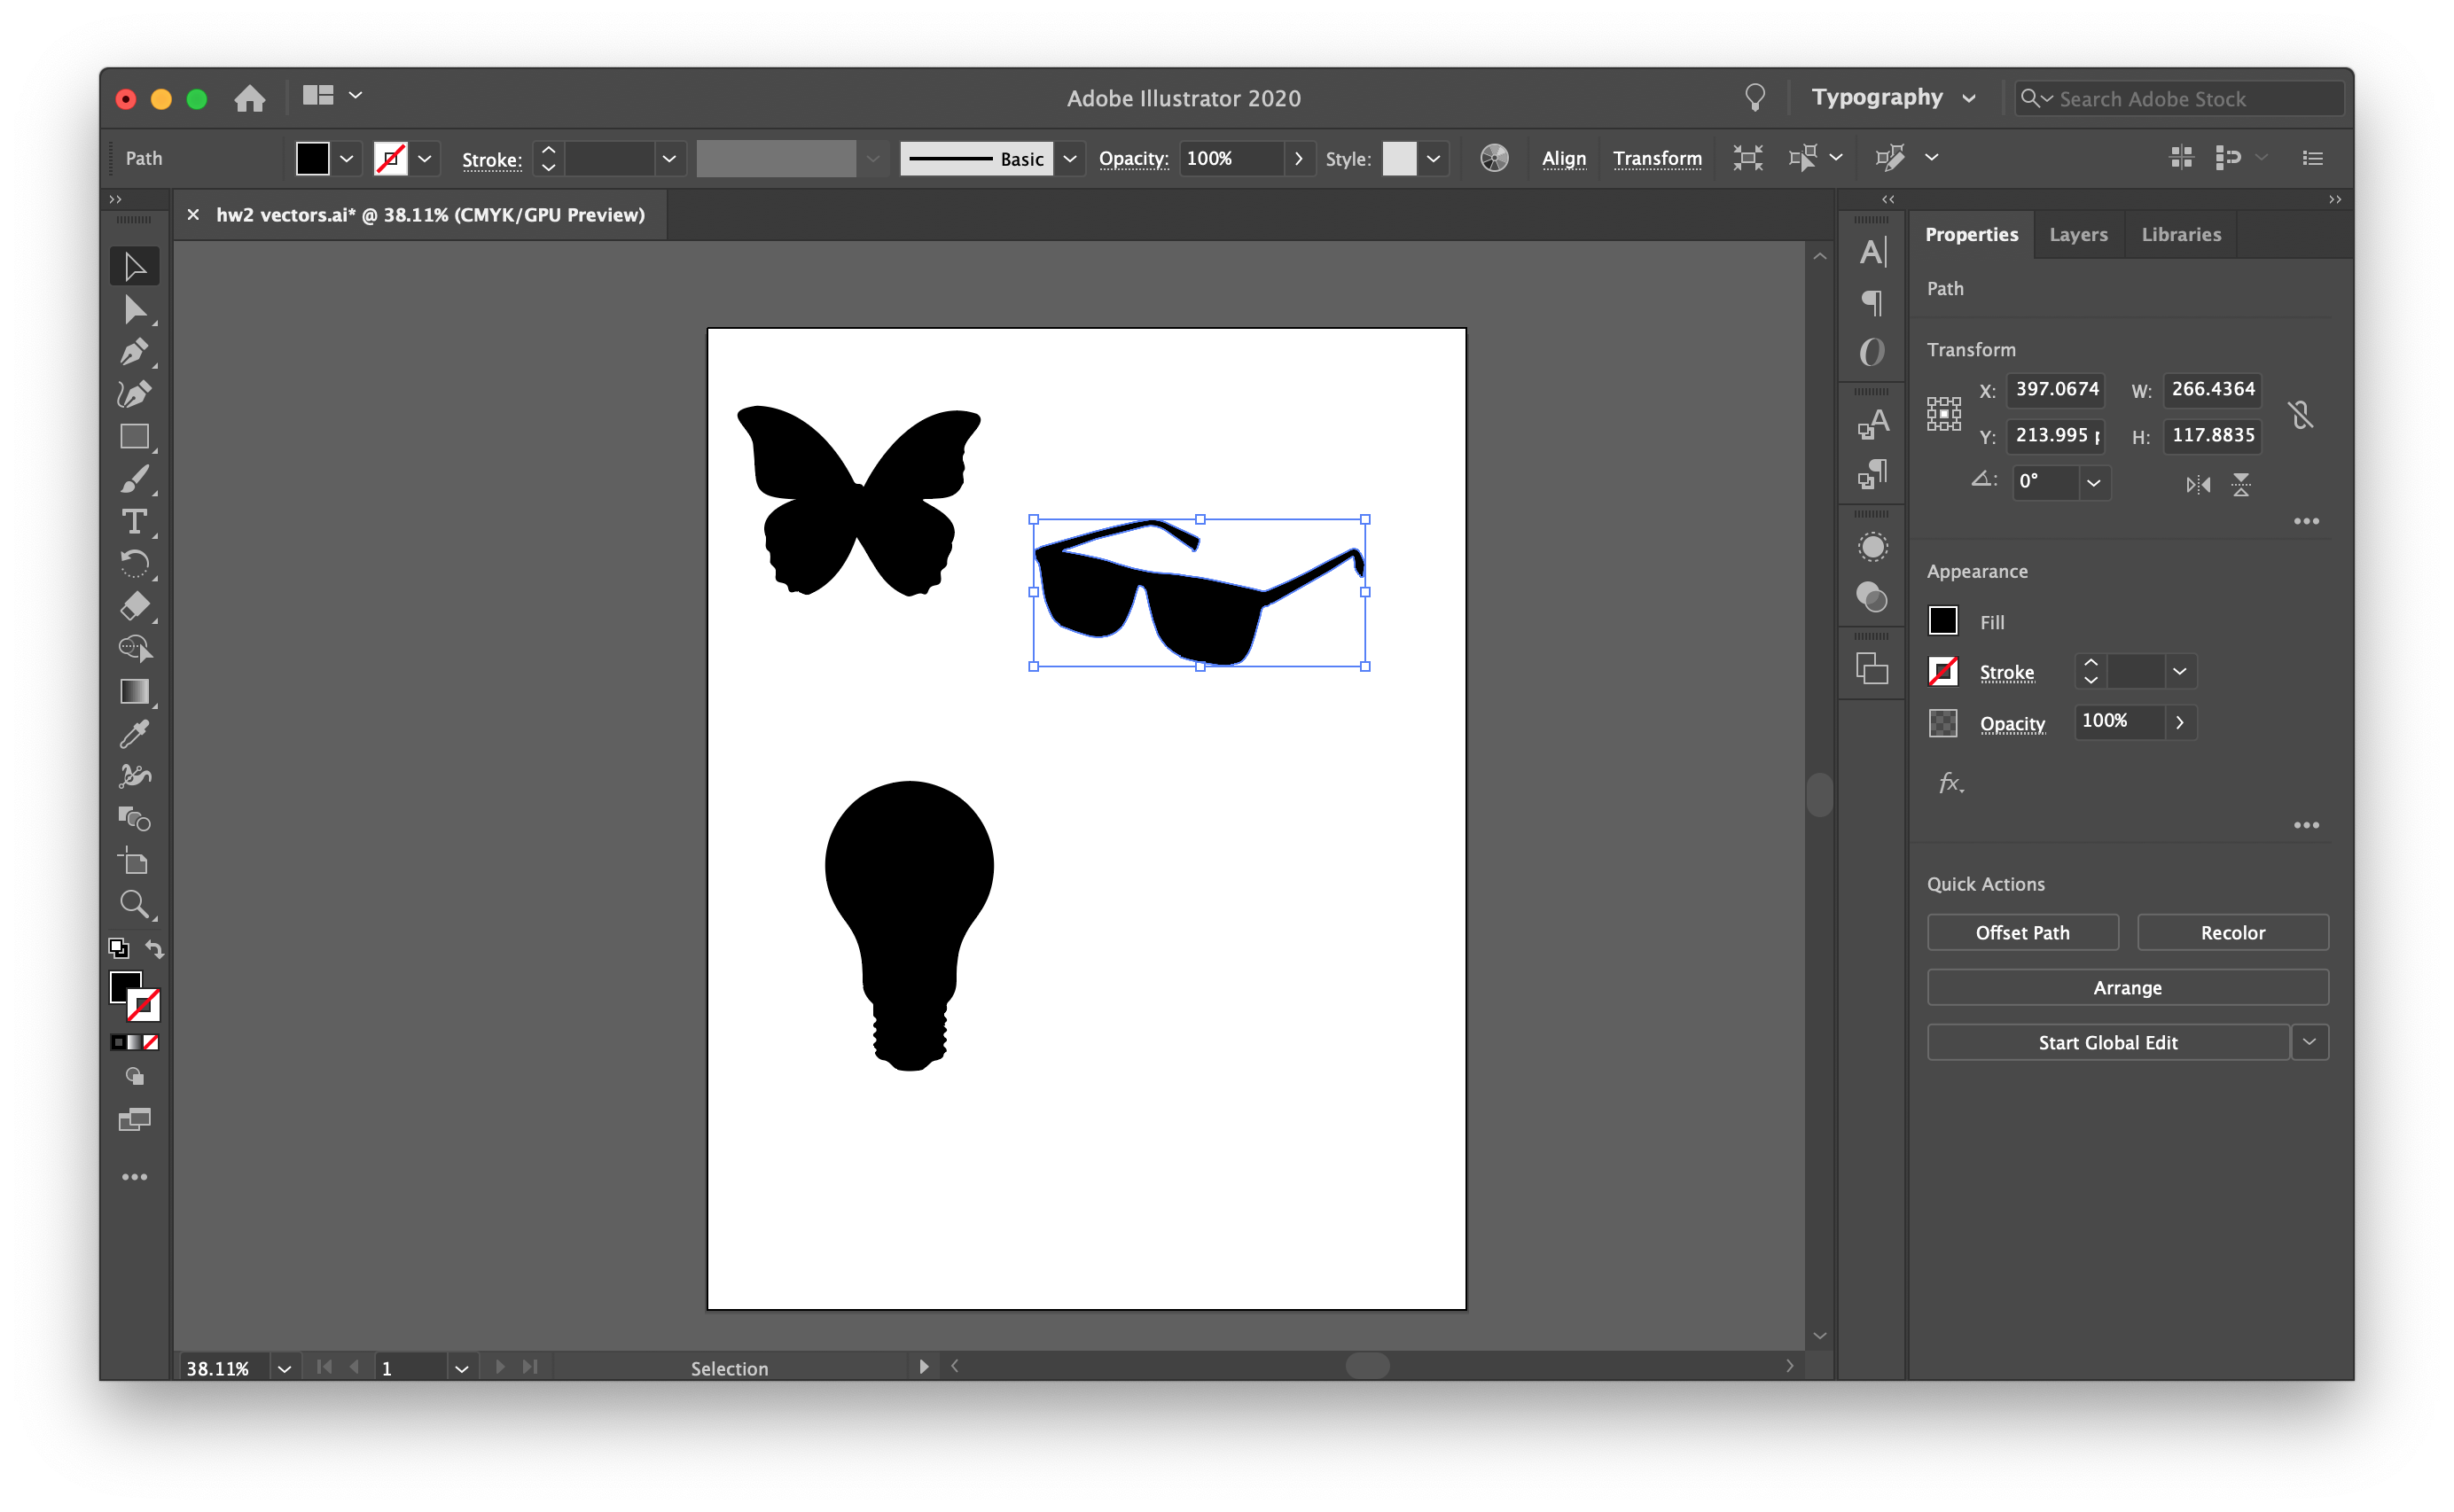 Adobe Illustrator 2020
Typography
Search Adobe Stock
Path
Stroke:
Basic
Opacity:
100%
Style:
Align
Transform
hw2 vectors.ai* @ 38.11% (CMYK/GPU Preview)
Properties
Layers
Libraries
Path
Transform
X: 397.0674
W: 266.4364
Y: 213.995 p
H: 117.8835
0°
Appearance
Fill
Stroke
Opacity
100%
fx
Quick Actions
Offset Path
Recolor
Arrange
Start Global Edit
38.11%
1
Selection